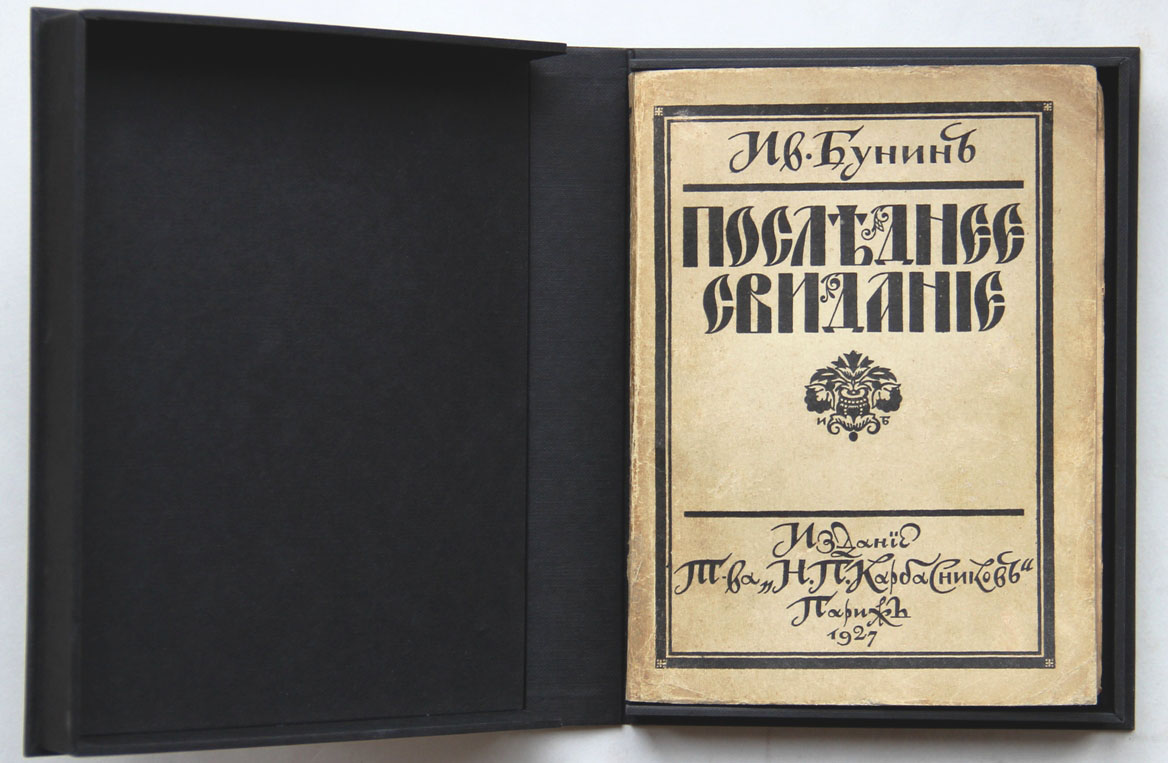 Ив. Бунинъ
ПОСЛѢДНЕЕ
СВИДАНІЕ
И Б
Изданіе
Т-ва „Н.П.Карбасниковъ“
Парижъ
1927